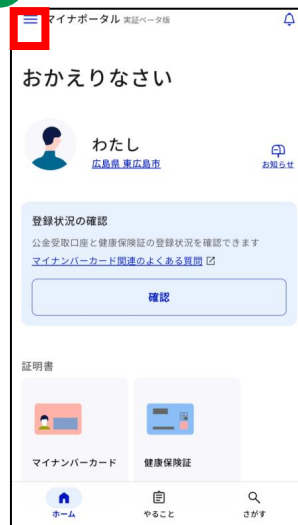 マイナポータル 実証ベータ版
おかえりなさい
わたし
広島県 東広島市
お知らせ
登録状況の確認
公金受取口座と健康保険証の登録状況を確認できます
マイナンバーカード関連のよくある質問
確認
証明書
マイナンバーカード
健康保険証
ホーム
やること
さがす